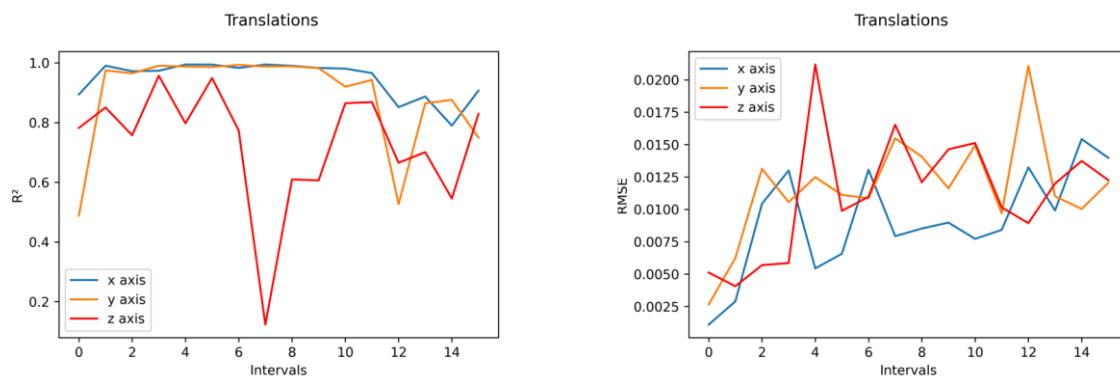 Translations
1.0
0.8
0.6
0.4
0.2
R²
x axis
y axis
z axis
0 2 4 6 8 10 12 14
Intervals
Translations
0.0200
0.0175
0.0150
0.0125
0.0100
0.0075
0.0050
0.0025
RMSE
x axis
y axis
z axis
0 2 4 6 8 10 12 14
Intervals